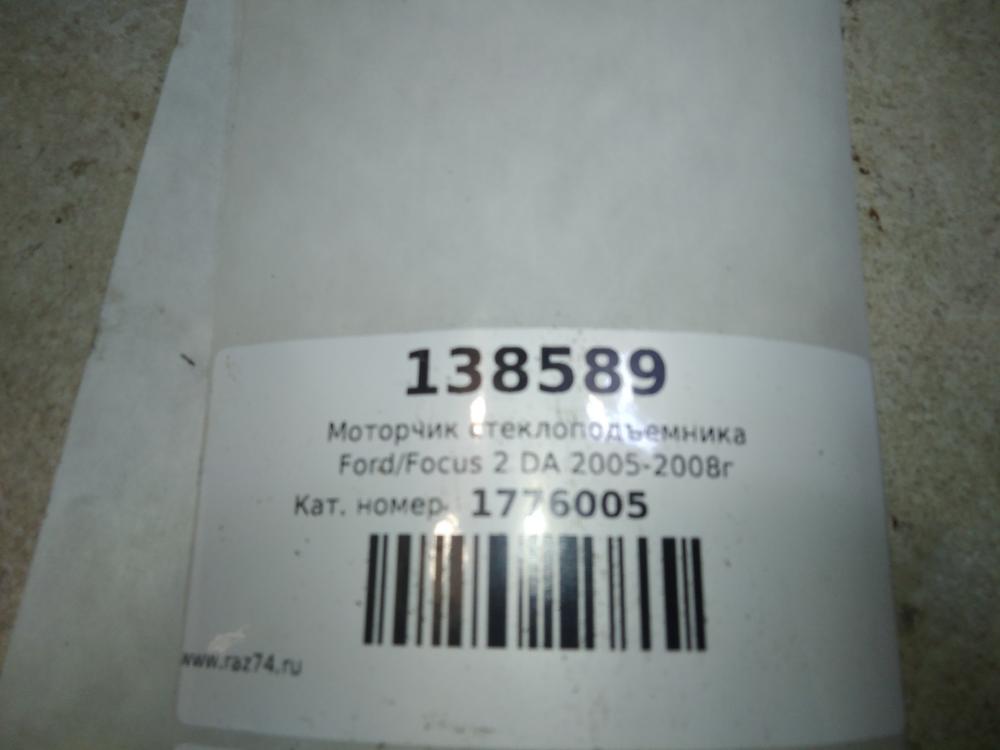 138589
Моторчик стеклоподъемника
Ford/Focus 2 DA 2005-2008г
Кат. номер 1776005
www.raz74.ru